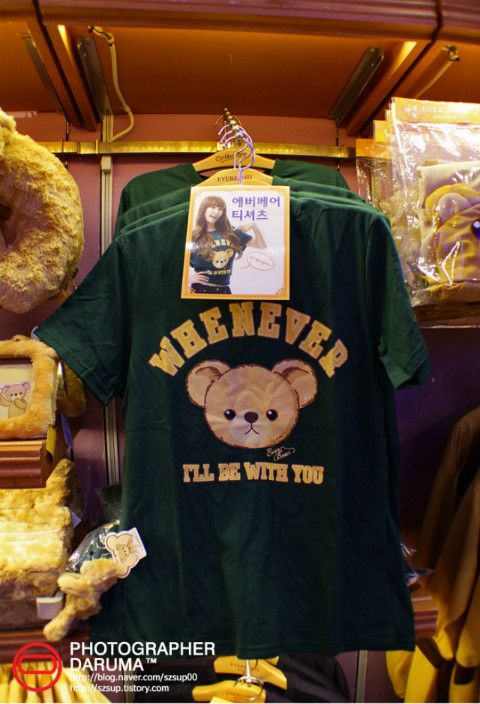 EVERLAND
에버베어
티셔츠
WHENEVER
I'LL BE WITH YOU
PHOTOGRAPHER
DARUMA™
http://blog.naver.com/szsup00
http://szsup.tistory.com